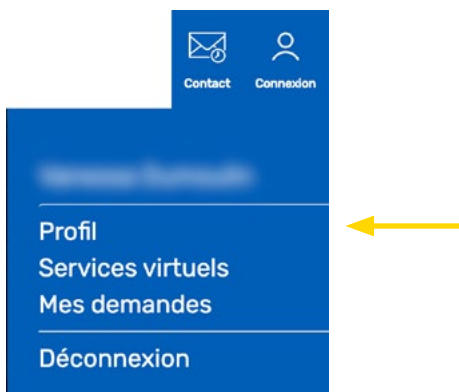 Contact Connexion
Profil
Services virtuels
Mes demandes
Déconnexion